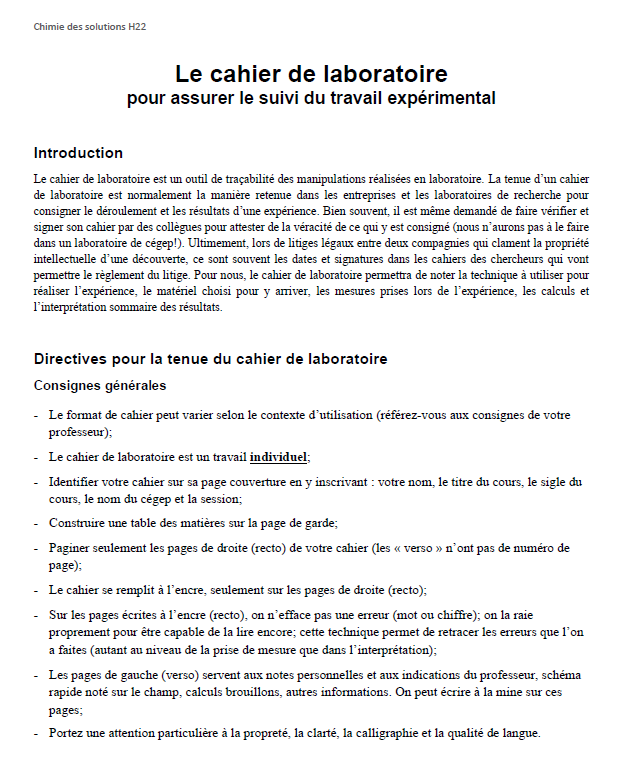 Chimie des solutions H22
Le cahier de laboratoire
pour assurer le suivi du travail expérimental
Introduction
Le cahier de laboratoire est un outil de traçabilité des manipulations réalisées en laboratoire. La tenue d’un cahier
de laboratoire est normalement la manière retenue dans les entreprises et les laboratoires de recherche pour
consigner le déroulement et les résultats d’une expérience. Bien souvent, il est même demandé de faire vérifier et
signer son cahier par des collègues pour attester de la véracité de ce qui y est consigné (nous n’aurons pas à le faire
dans un laboratoire de cégep!). Ultimement, lors de litiges légaux entre deux compagnies qui clament la propriété
intellectuelle d’une découverte, ce sont souvent les dates et signatures dans les cahiers des chercheurs qui vont
permettre le règlement du litige. Pour nous, le cahier de laboratoire permettra de noter la technique à utiliser pour
réaliser l’expérience, le matériel choisi pour y arriver, les mesures prises lors de l’expérience, les calculs et
l’interprétation sommaire des résultats.
Directives pour la tenue du cahier de laboratoire
Consignes générales
- Le format de cahier peut varier selon le contexte d’utilisation (référez-vous aux consignes de votre
professeur);
- Le cahier de laboratoire est un travail individuel;
- Identifier votre cahier sur sa page couverture en y inscrivant : votre nom, le titre du cours, le sigle du
cours, le nom du cégep et la session;
- Construire une table des matières sur la page de garde;
- Paginer seulement les pages de droite (recto) de votre cahier (les « verso » n’ont pas de numéro de
page);
- Le cahier se remplit à l’encre, seulement sur les pages de droite (recto);
- Sur les pages écrites à l’encre (recto), on n’efface pas une erreur (mot ou chiffre); on la raie
proprement pour être capable de la lire encore; cette technique permet de retracer les erreurs que l’on
a faites (autant au niveau de la prise de mesure que dans l’interprétation);
- Les pages de gauche (verso) servent aux notes personnelles et aux indications du professeur, schéma
rapide noté sur le champ, calculs brouillons, autres informations. On peut écrire à la mine sur ces
pages;
- Portez une attention particulière à la propreté, la clarté, la calligraphie et la qualité de langue.